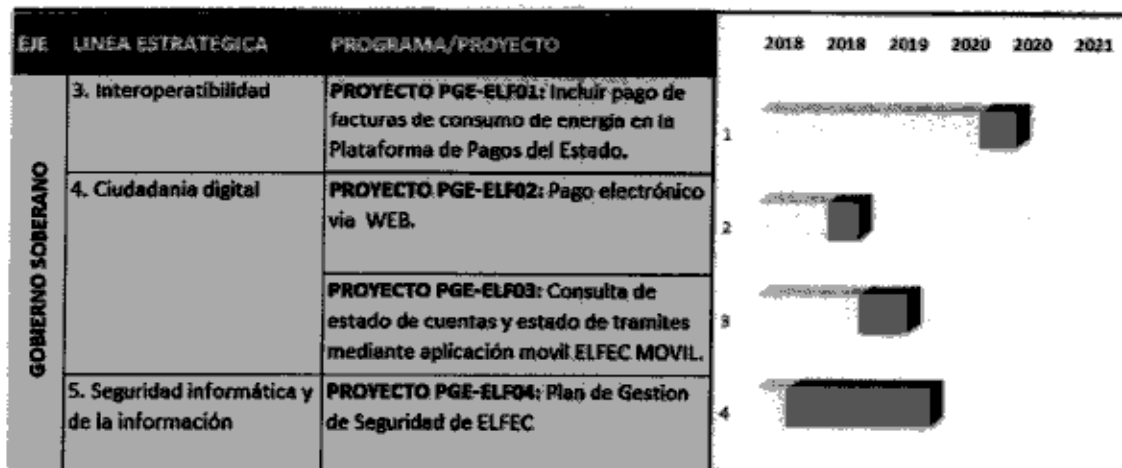 EJE LINEA ESTRATEGICA PROGRAMA/PROYECTO 2018 2018 2019 2020 2020 2021
GOBIERNO SOBERANO
3. Interoperatibilidad
PROYECTO PGE-ELF01: Incluir pago de
facturas de consumo de energía en la
Plataforma de Pagos del Estado.
1
4. Ciudadania digital
PROYECTO PGE-ELF02: Pago electrónico
via WEB.
2
PROYECTO PGE-ELF03: Consulta de
estado de cuentas y estado de tramites
mediante aplicación movil ELFEC MOVIL.
3
5. Seguridad informática y
de la información
PROYECTO PGE-ELF04: Plan de Gestion
de Seguridad de ELFEC
4